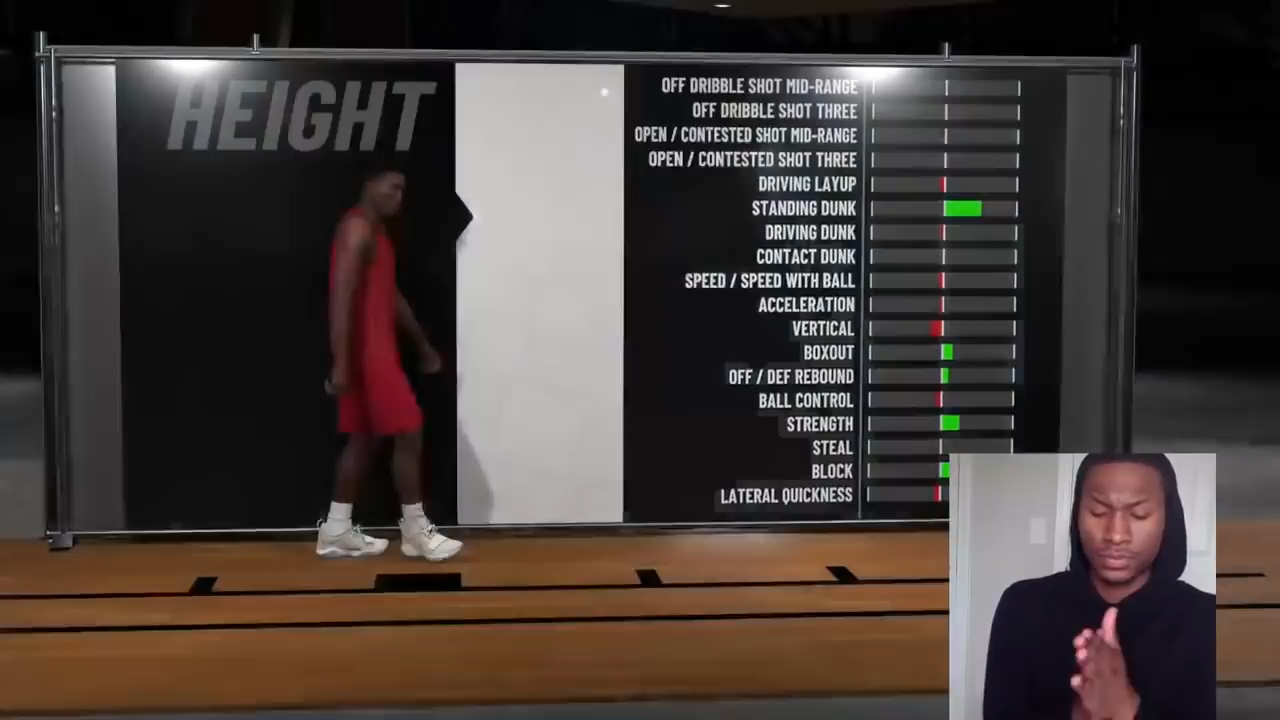 HEIGHT
OFF DRIBBLE SHOT MID-RANGE
OFF DRIBBLE SHOT THREE
OPEN / CONTESTED SHOT MID-RANGE
OPEN / CONTESTED SHOT THREE
DRIVING LAYUP
STANDING DUNK
DRIVING DUNK
CONTACT DUNK
SPEED / SPEED WITH BALL
ACCELERATION
VERTICAL
BOXOUT
OFF / DEF REBOUND
BALL CONTROL
STRENGTH
STEAL
BLOCK
LATERAL QUICKNESS